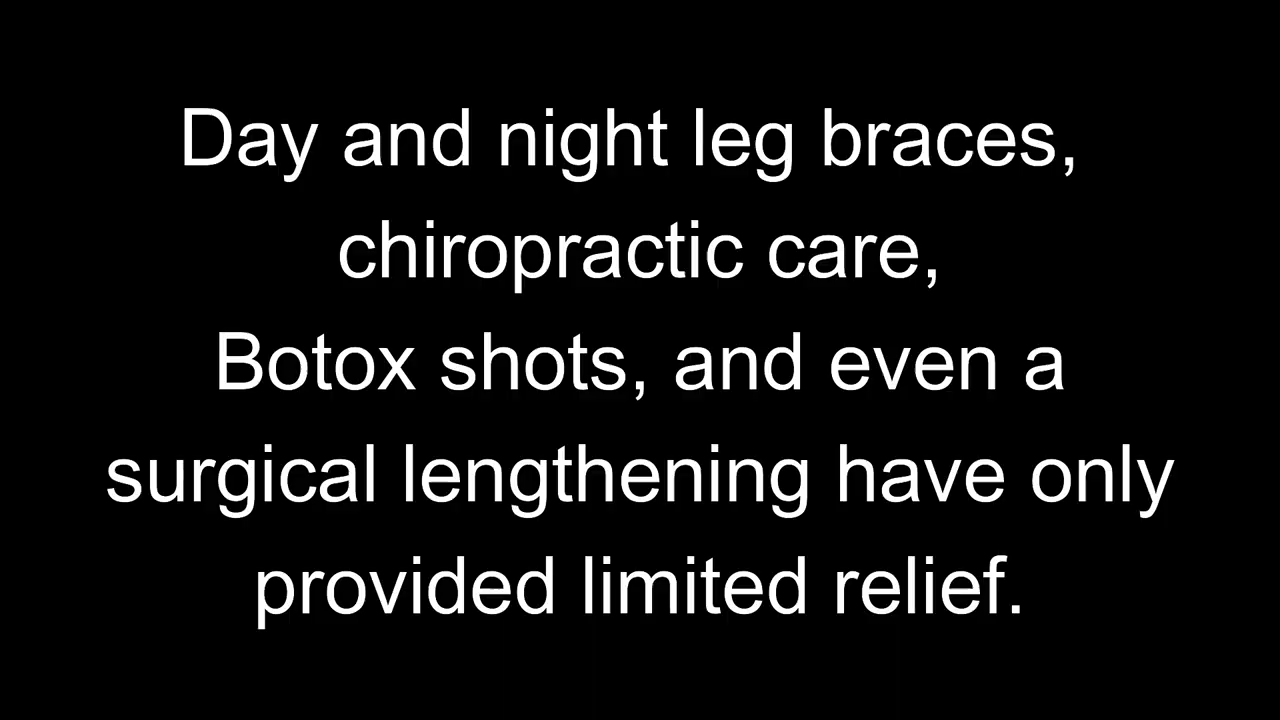 Day and night leg braces,
chiropractic care,
Botox shots, and even a
surgical lengthening have only
provided limited relief.